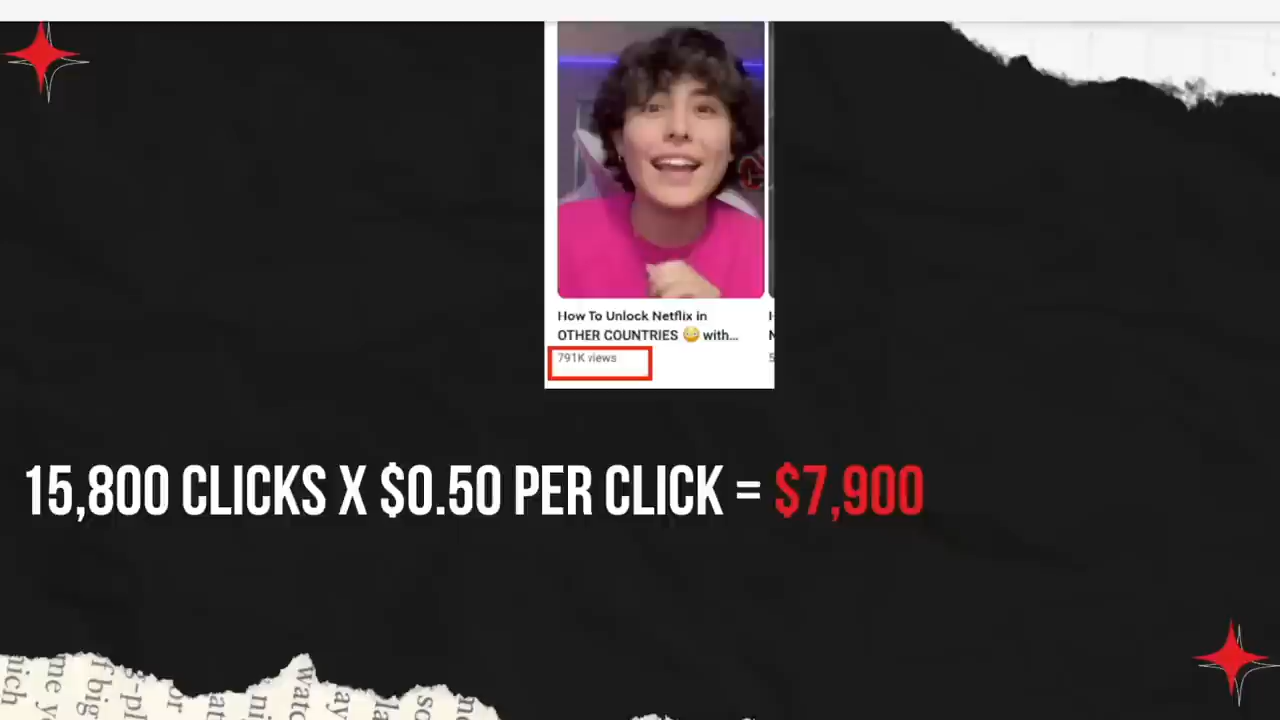 How To Unlock Netflix in
OTHER COUNTRIES 😳 with...
791K views
15,800 CLICKS X $0.50 PER CLICK = $7,900